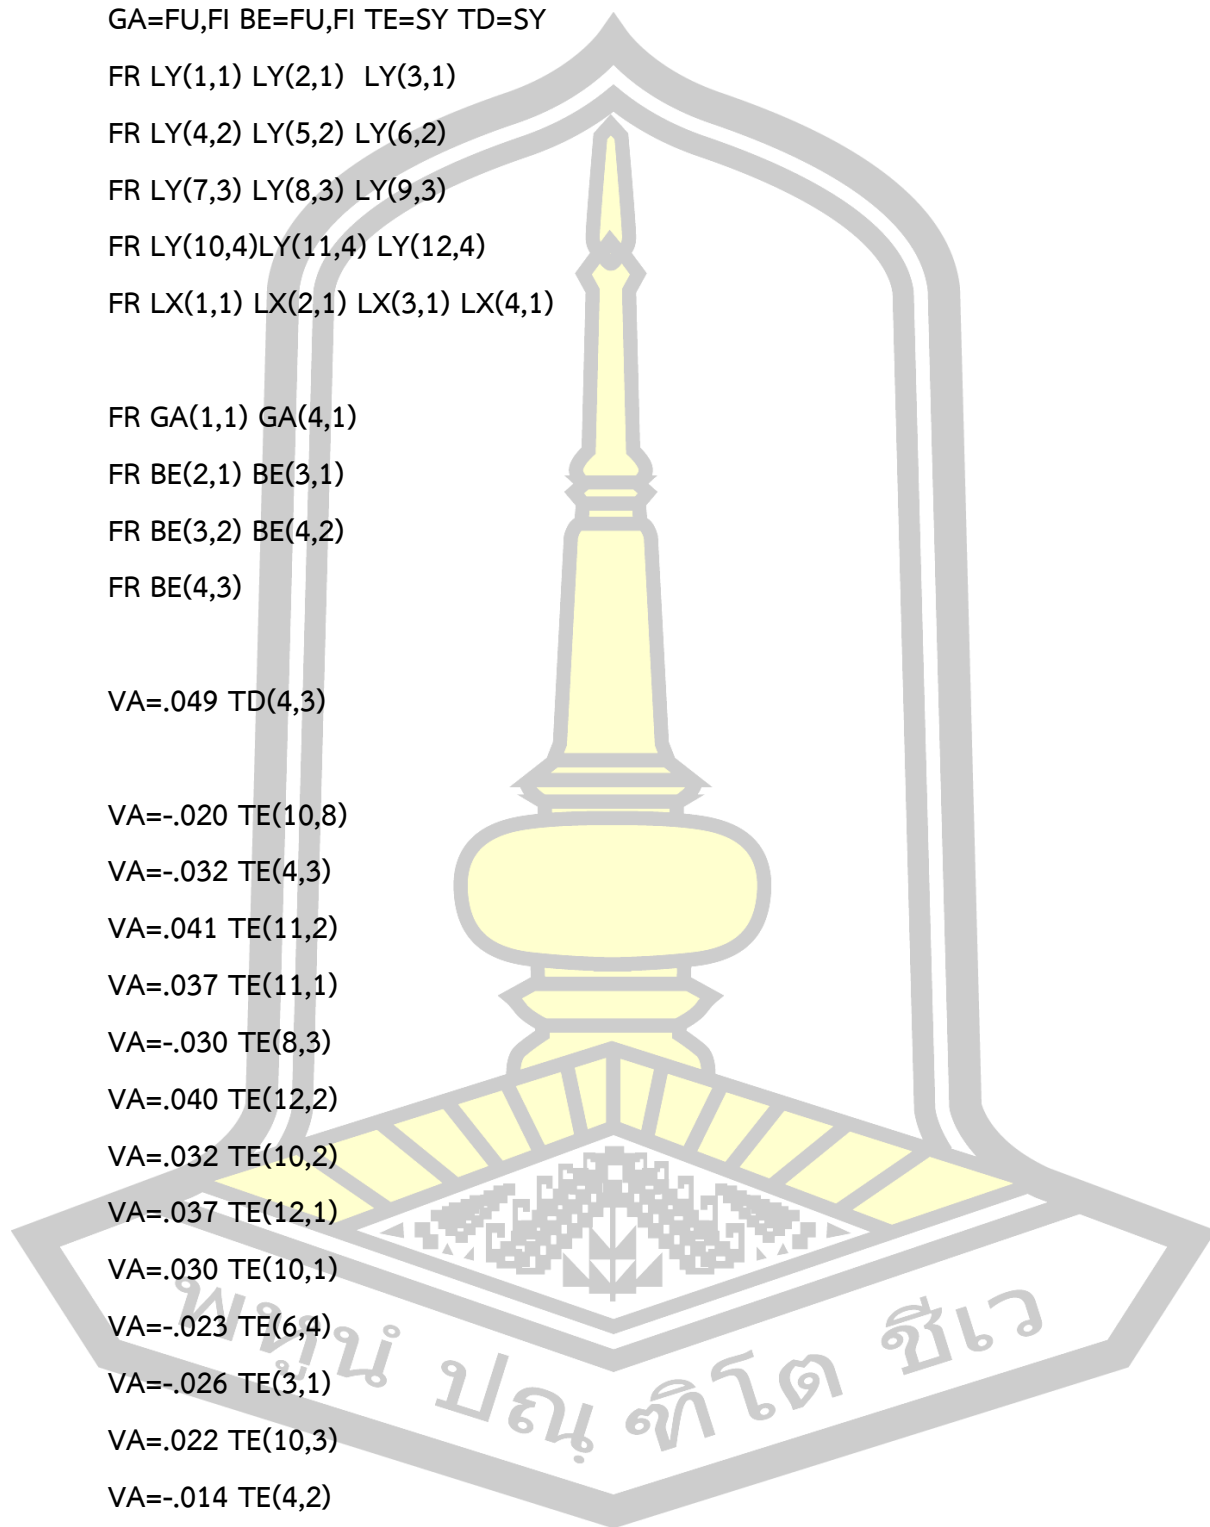 GA=FU,FI BE=FU,FI TE=SY TD=SY
FR LY(1,1) LY(2,1) LY(3,1)
FR LY(4,2) LY(5,2) LY(6,2)
FR LY(7,3) LY(8,3) LY(9,3)
FR LY(10,4)LY(11,4) LY(12,4)
FR LX(1,1) LX(2,1) LX(3,1) LX(4,1)
FR GA(1,1) GA(4,1)
FR BE(2,1) BE(3,1)
FR BE(3,2) BE(4,2)
FR BE(4,3)
VA=.049 TD(4,3)
VA=-.020 TE(10,8)
VA=-.032 TE(4,3)
VA=.041 TE(11,2)
VA=.037 TE(11,1)
VA=-.030 TE(8,3)
VA=.040 TE(12,2)
VA=.032 TE(10,2)
VA=.037 TE(12,1)
VA=.030 TE(10,1)
VA=-.023 TE(6,4)
VA=-.026 TE(3,1)
VA=.022 TE(10,3)
VA=-.014 TE(4,2)
พหูนํ ปณฺฑิโต ชีเว